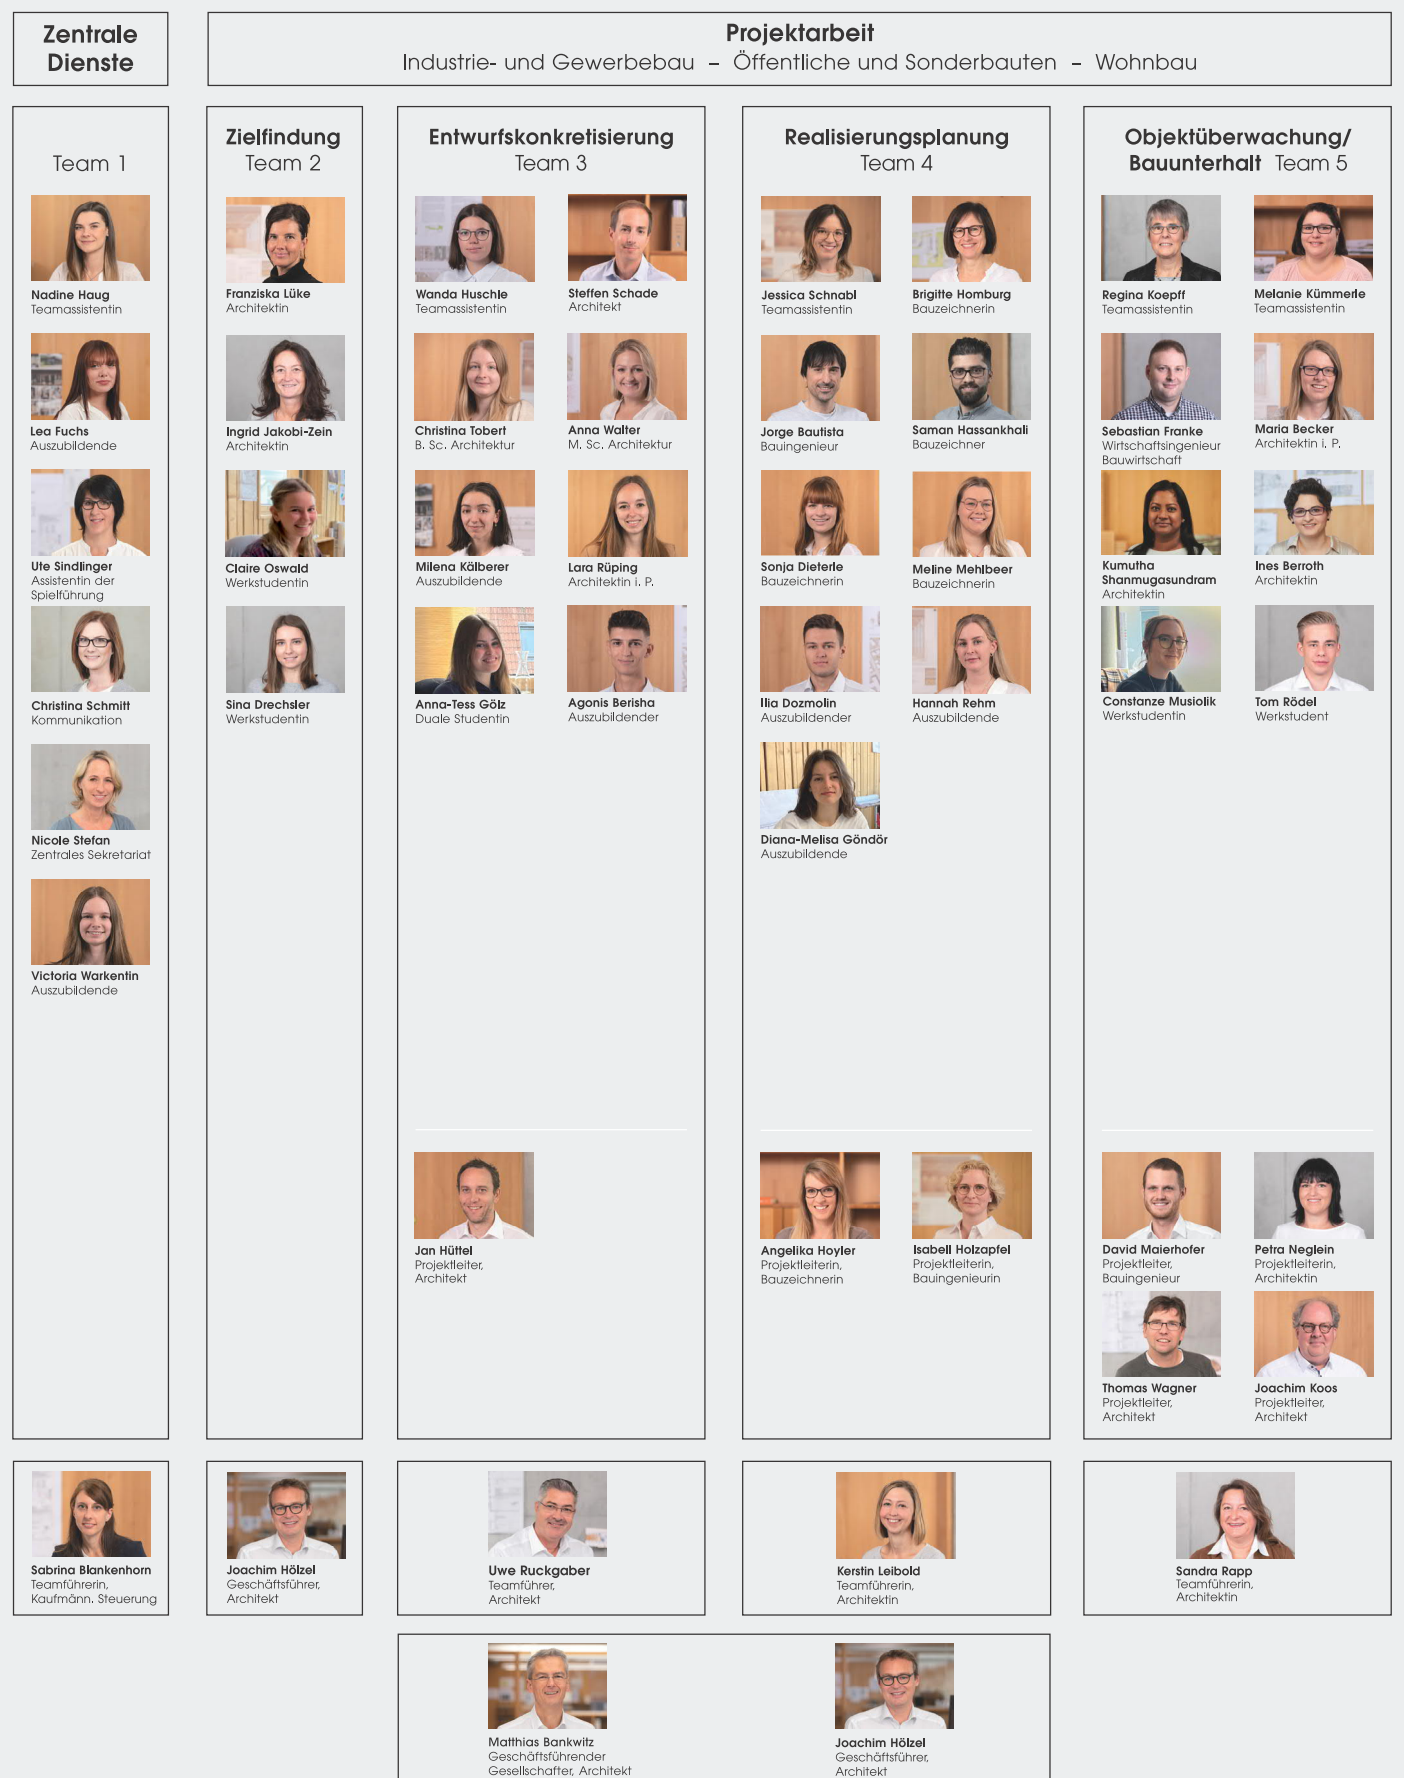 Zentrale
Dienste
Projektarbeit
Industrie- und Gewerbebau – Öffentliche und Sonderbauten – Wohnbau
Team 1
Nadine Haug
Teamassistentin
Lea Fuchs
Auszubildende
Ute Sindlinger
Assistentin der
Spielführung
Christina Schmitt
Kommunikation
Nicole Stefan
Zentrales Sekretariat
Victoria Warkentin
Auszubildende
Zielfindung
Team 2
Franziska Lüke
Architektin
Ingrid Jakobi-Zein
Architektin
Claire Oswald
Werkstudentin
Sina Drechsler
Werkstudentin
Entwurfskonkretisierung
Team 3
Wanda Huschle
Teamassistentin
Steffen Schade
Architekt
Christina Tobert
B. Sc. Architektur
Anna Walter
M. Sc. Architektur
Milena Kälberer
Auszubildende
Lara Rüping
Architektin i. P.
Anna-Tess Gölz
Duale Studentin
Agonis Berisha
Auszubildender
Jan Hüttel
Projektleiter,
Architekt
Realisierungsplanung
Team 4
Jessica Schnabl
Teamassistentin
Brigitte Homburg
Bauzeichnerin
Jorge Bautista
Bauingenieur
Saman Hassankhali
Bauzeichner
Sonja Dieterle
Bauzeichnerin
Meline Mehlbeer
Bauzeichnerin
Ilia Dozmolin
Auszubildender
Hannah Rehm
Auszubildende
Diana-Melisa Göndör
Auszubildende
Angelika Hoyler
Projektleiterin,
Bauzeichnerin
Isabell Holzapfel
Projektleiterin,
Bauingenieurin
Objektüberwachung/
Bauunterhalt Team 5
Regina Koepff
Teamassistentin
Melanie Kümmerle
Teamassistentin
Sebastian Franke
Wirtschaftsingenieur
Bauwirtschaft
Maria Becker
Architektin i. P.
Kumutha
Shanmugasundram
Architektin
Ines Berroth
Architektin
Constanze Musiolik
Werkstudentin
Tom Rödel
Werkstudent
David Maierhofer
Projektleiter,
Bauingenieur
Petra Neglein
Projektleiterin,
Architektin
Thomas Wagner
Projektleiter,
Architekt
Joachim Koos
Projektleiter,
Architekt
Sabrina Blankenhorn
Teamführerin,
Kaufmänn. Steuerung
Joachim Hölzel
Geschäftsführer,
Architekt
Uwe Ruckgaber
Teamführer,
Architekt
Kerstin Leibold
Teamführerin,
Architektin
Sandra Rapp
Teamführerin,
Architektin
Matthias Bankwitz
Geschäftsführender
Gesellschafter, Architekt
Joachim Hölzel
Geschäftsführer,
Architekt